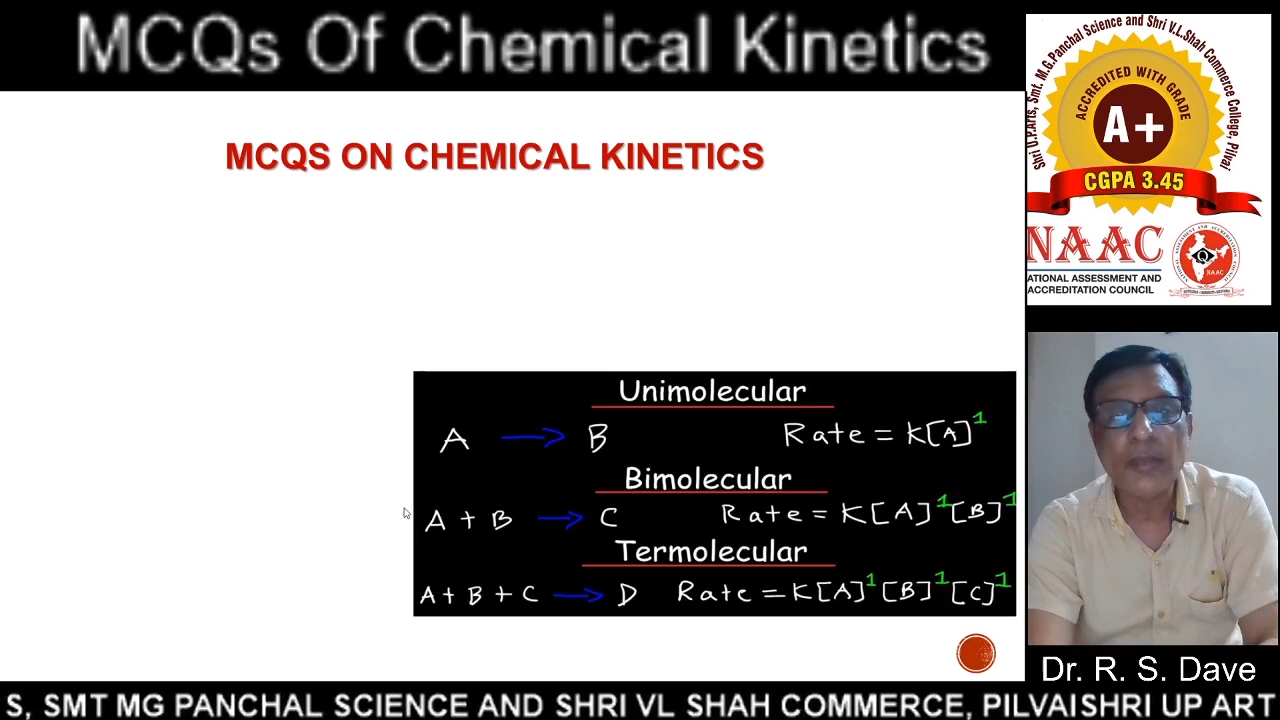 MCQs Of Chemical Kinetics
MCQS ON CHEMICAL KINETICS
Unimolecular
A → B Rate = K[A]¹
Bimolecular
A + B → C Rate = K[A]¹[B]¹
Termolecular
A + B + C → D Rate = K[A]¹[B]¹[C]¹
Shri U.P.Arts, Smt. M.G.Panchal Science and Shri V.L.Shah Commerce College, Pilvai
ACCREDITED WITH GRADE
A+
CGPA 3.45
NAAC
NAAC
ATIONAL ASSESSMENT AND
ACCREDITATION COUNCIL
Dr. R. S. Dave
S, SMT MG PANCHAL SCIENCE AND SHRI VL SHAH COMMERCE, PILVAISHRI UP ART